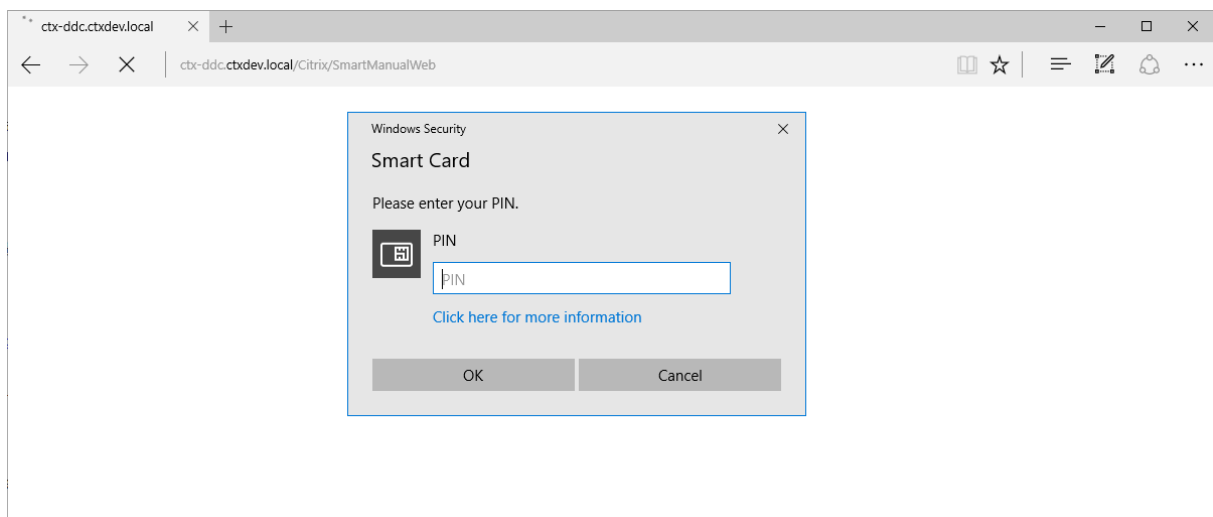 ctx-ddc.ctxdev.local
ctx-ddc.ctxdev.local/Citrix/SmartManualWeb
Windows Security
Smart Card
Please enter your PIN.
PIN
PIN
Click here for more information
OK Cancel